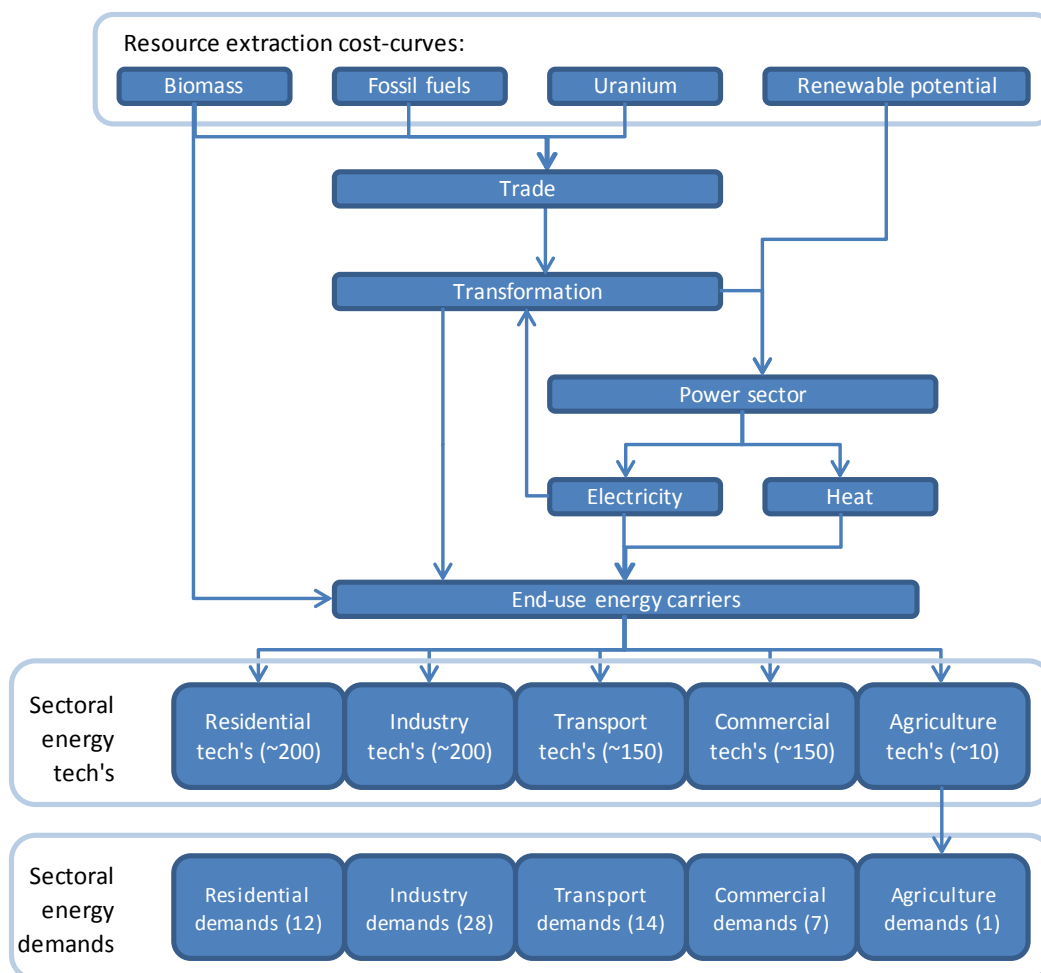 Resource extraction cost-curves:
Biomass
Fossil fuels
Uranium
Renewable potential
Trade
Transformation
Power sector
Electricity
Heat
End-use energy carriers
Sectoral
energy
tech's
Residential
tech's (~200)
Industry
tech's (~200)
Transport
tech's (~150)
Commercial
tech's (~150)
Agriculture
tech's (~10)
Sectoral
energy
demands
Residential
demands (12)
Industry
demands (28)
Transport
demands (14)
Commercial
demands (7)
Agriculture
demands (1)